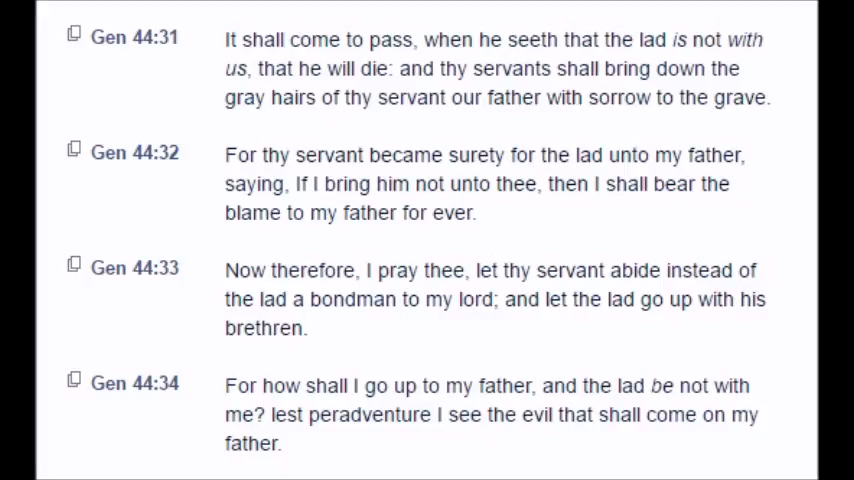 Gen 44:31 It shall come to pass, when he seeth that the lad is not with
us, that he will die: and thy servants shall bring down the
gray hairs of thy servant our father with sorrow to the grave.
Gen 44:32 For thy servant became surety for the lad unto my father,
saying, If I bring him not unto thee, then I shall bear the
blame to my father for ever.
Gen 44:33 Now therefore, I pray thee, let thy servant abide instead of
the lad a bondman to my lord; and let the lad go up with his
brethren.
Gen 44:34 For how shall I go up to my father, and the lad be not with
me? lest peradventure I see the evil that shall come on my
father.